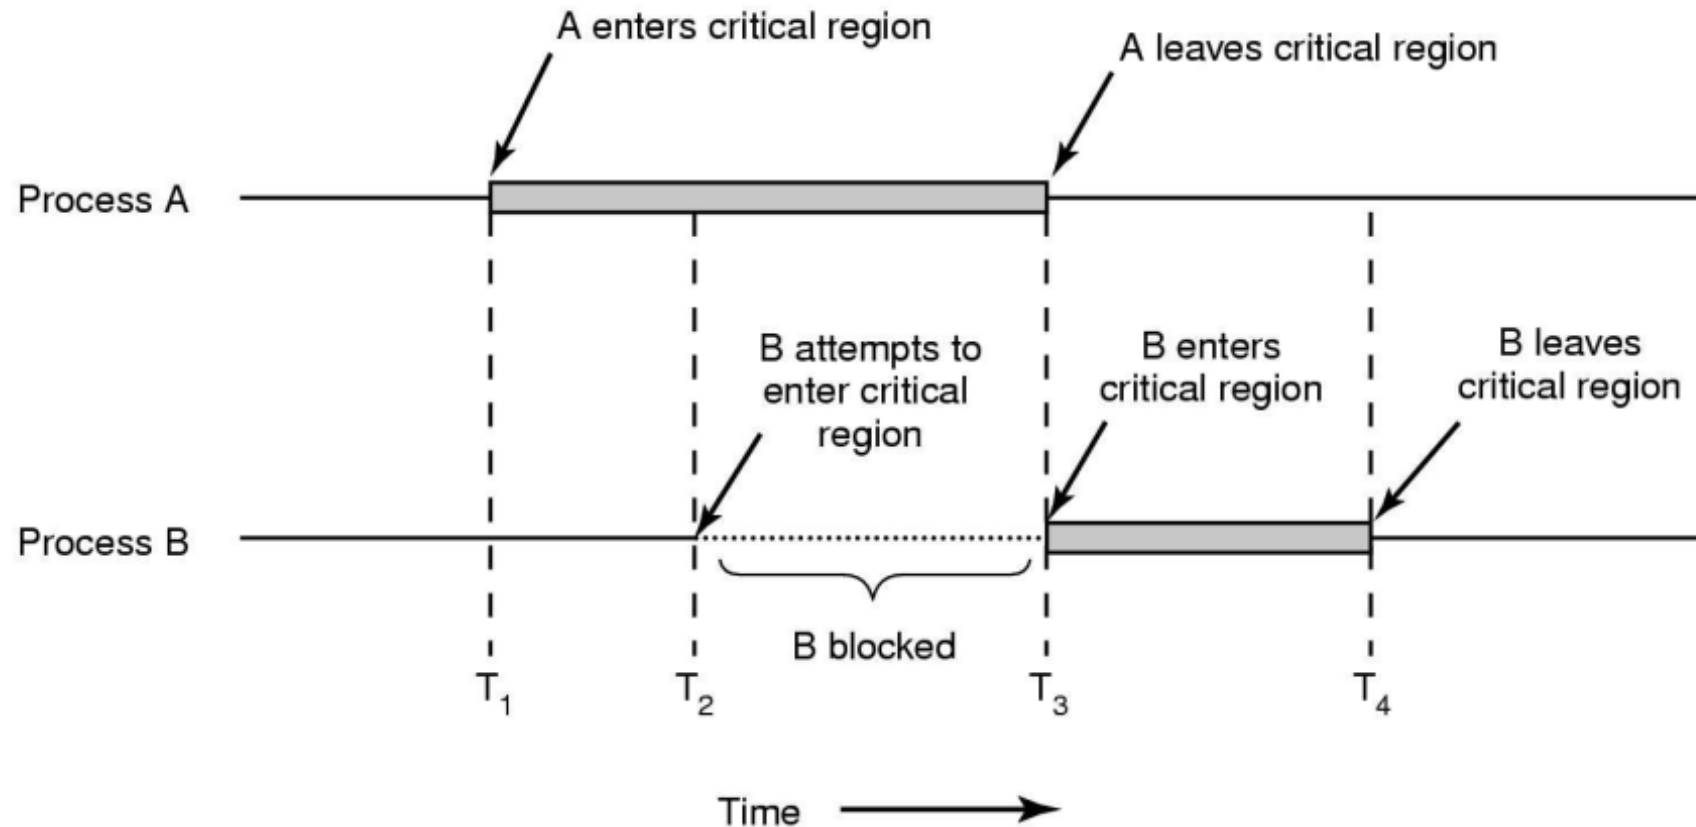 A enters critical region
A leaves critical region
Process A
B attempts to
enter critical
region
B enters
critical region
B leaves
critical region
Process B
B blocked
T1
T2
T3
T4
Time